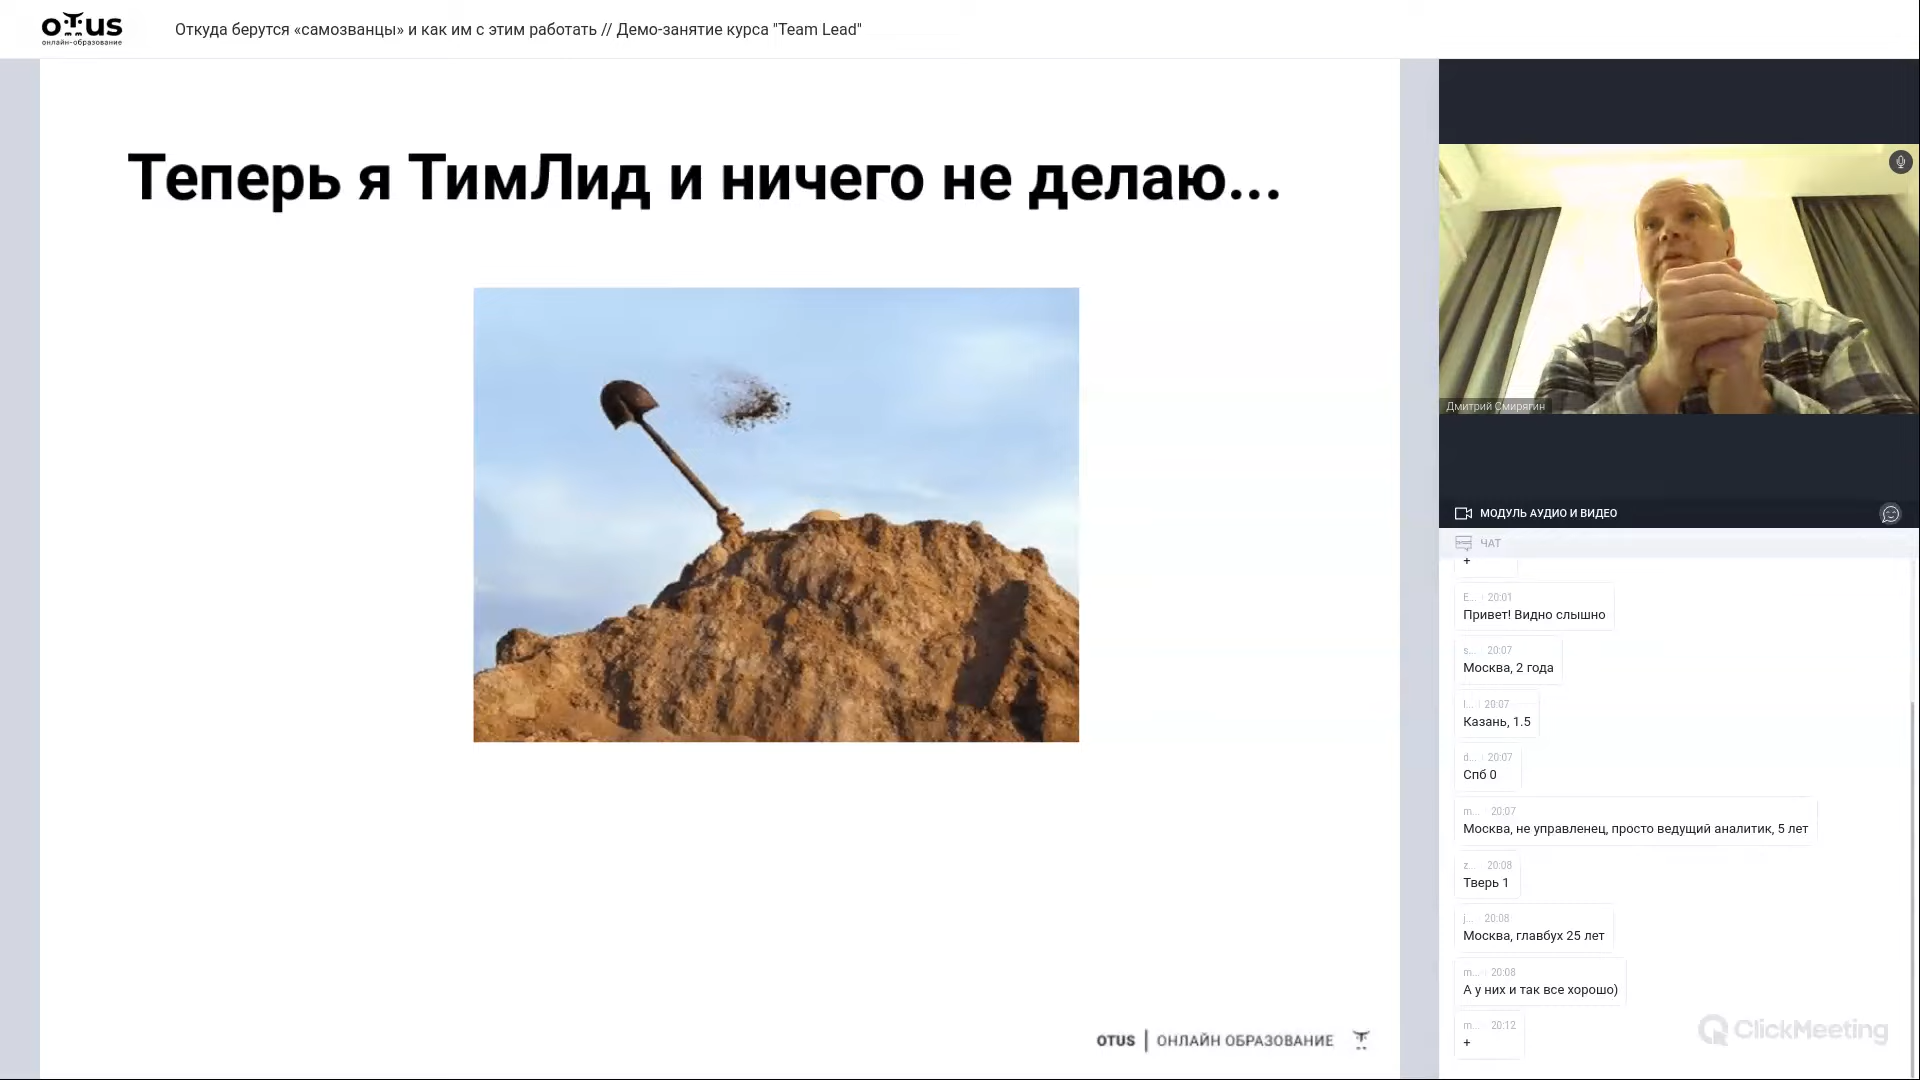 отus
онлайн-образование
Откуда берутся «самозванцы» и как им с этим работать // Демо-занятие курса "Team Lead"
Теперь я ТимЛид и ничего не делаю...
OTUS | ОНЛАЙН ОБРАЗОВАНИЕ
Дмитрий Смирягин
МОДУЛЬ АУДИО И ВИДЕО
ЧАТ
+
E... 20:01
Привет! Видно слышно
s... 20:07
Москва, 2 года
l... 20:07
Казань, 1.5
d... 20:07
Спб 0
m... 20:07
Москва, не управленец, просто ведущий аналитик, 5 лет
z... 20:08
Тверь 1
j... 20:08
Москва, главбух 25 лет
m... 20:08
А у них и так все хорошо)
m... 20:12
+
ClickMeeting